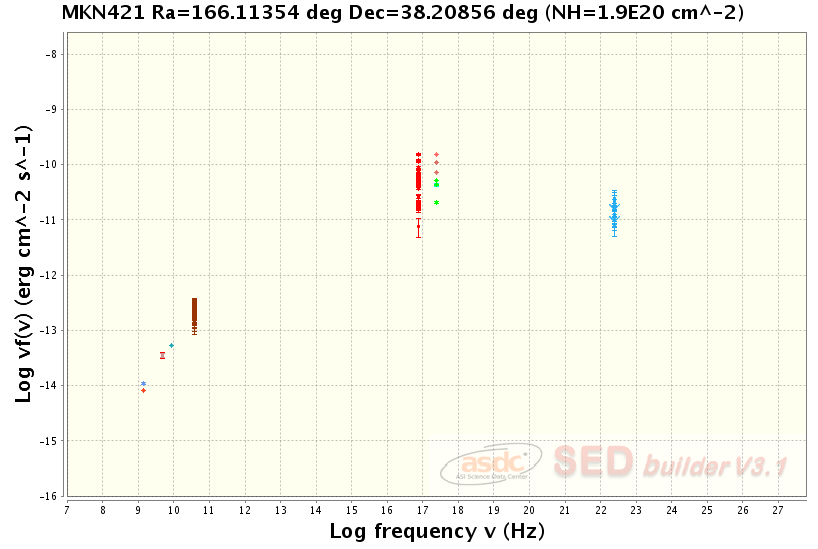 MKN421 Ra=166.11354 deg Dec=38.20856 deg (NH=1.9E20 cm^-2)
Log νf(ν) (erg cm^-2 s^-1)
-8
-9
-10
-11
-12
-13
-14
-15
-16
asdc
ASI Science Data Center
SED builder V3.1
7 8 9 10 11 12 13 14 15 16 17 18 19 20 21 22 23 24 25 26 27
Log frequency ν (Hz)